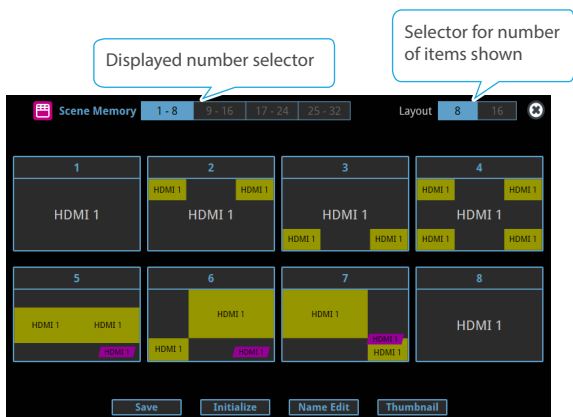 Selector for number
of items shown
Displayed number selector
Scene Memory 1 - 8 9 - 16 17 - 24 25 - 32 Layout 8 16
1 2 3 4
HDMI 1 HDMI 1 HDMI 1 HDMI 1
HDMI 1 HDMI 1 HDMI 1 HDMI 1
HDMI 1 HDMI 1 HDMI 1 HDMI 1
5 6 7 8
HDMI 1 HDMI 1
HDMI 1
HDMI 1
HDMI 1
HDMI 1
HDMI 1
HDMI 1
HDMI 1
HDMI 1
HDMI 1
Save Initialize Name Edit Thumbnail